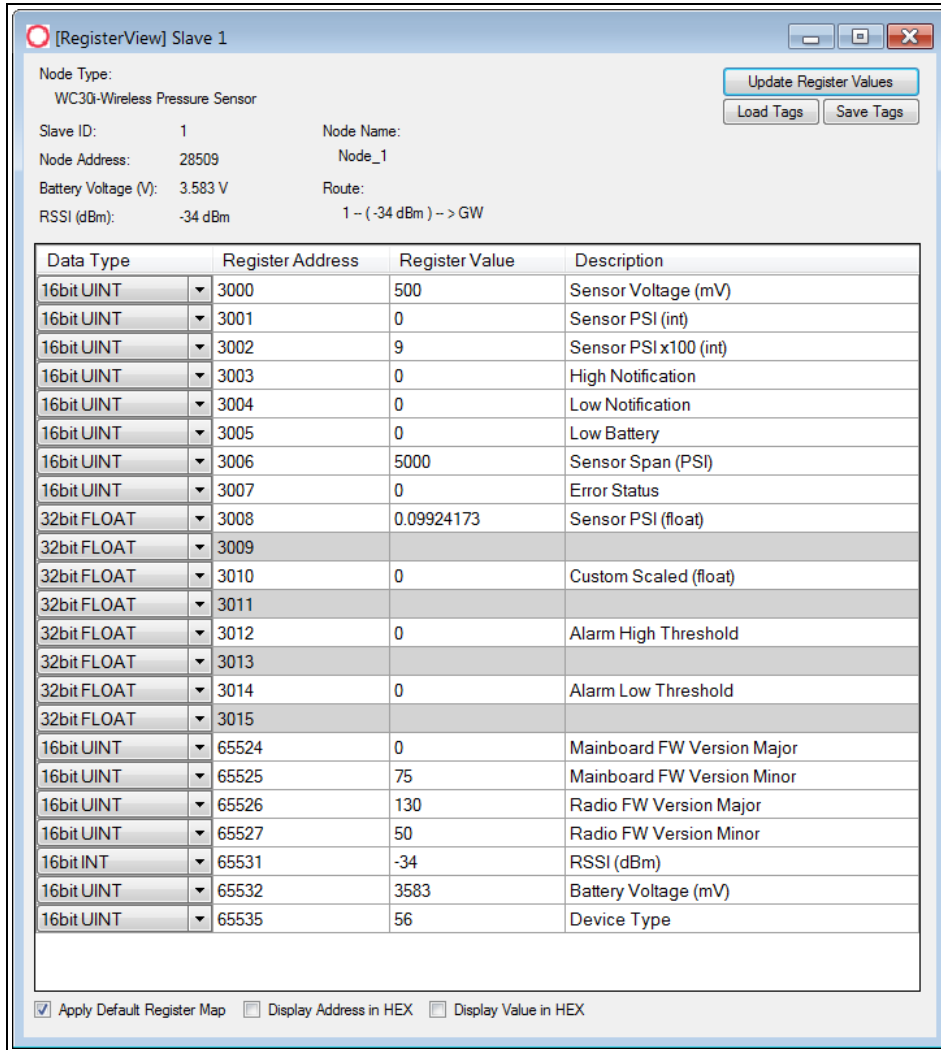 [RegisterView] Slave 1
Node Type:
WC30i-Wireless Pressure Sensor
Update Register Values
Load Tags Save Tags
Slave ID: 1 Node Name:
Node Address: 28509 Node_1
Battery Voltage (V): 3.583 V Route:
RSSI (dBm): -34 dBm 1 -- ( -34 dBm ) -- > GW
Data Type Register Address Register Value Description
16bit UINT 3000 500 Sensor Voltage (mV)
16bit UINT 3001 0 Sensor PSI (int)
16bit UINT 3002 9 Sensor PSI x100 (int)
16bit UINT 3003 0 High Notification
16bit UINT 3004 0 Low Notification
16bit UINT 3005 0 Low Battery
16bit UINT 3006 5000 Sensor Span (PSI)
16bit UINT 3007 0 Error Status
32bit FLOAT 3008 0.09924173 Sensor PSI (float)
32bit FLOAT 3009
32bit FLOAT 3010 0 Custom Scaled (float)
32bit FLOAT 3011
32bit FLOAT 3012 0 Alarm High Threshold
32bit FLOAT 3013
32bit FLOAT 3014 0 Alarm Low Threshold
32bit FLOAT 3015
16bit UINT 65524 0 Mainboard FW Version Major
16bit UINT 65525 75 Mainboard FW Version Minor
16bit UINT 65526 130 Radio FW Version Major
16bit UINT 65527 50 Radio FW Version Minor
16bit INT 65531 -34 RSSI (dBm)
16bit UINT 65532 3583 Battery Voltage (mV)
16bit UINT 65535 56 Device Type
Apply Default Register Map Display Address in HEX Display Value in HEX